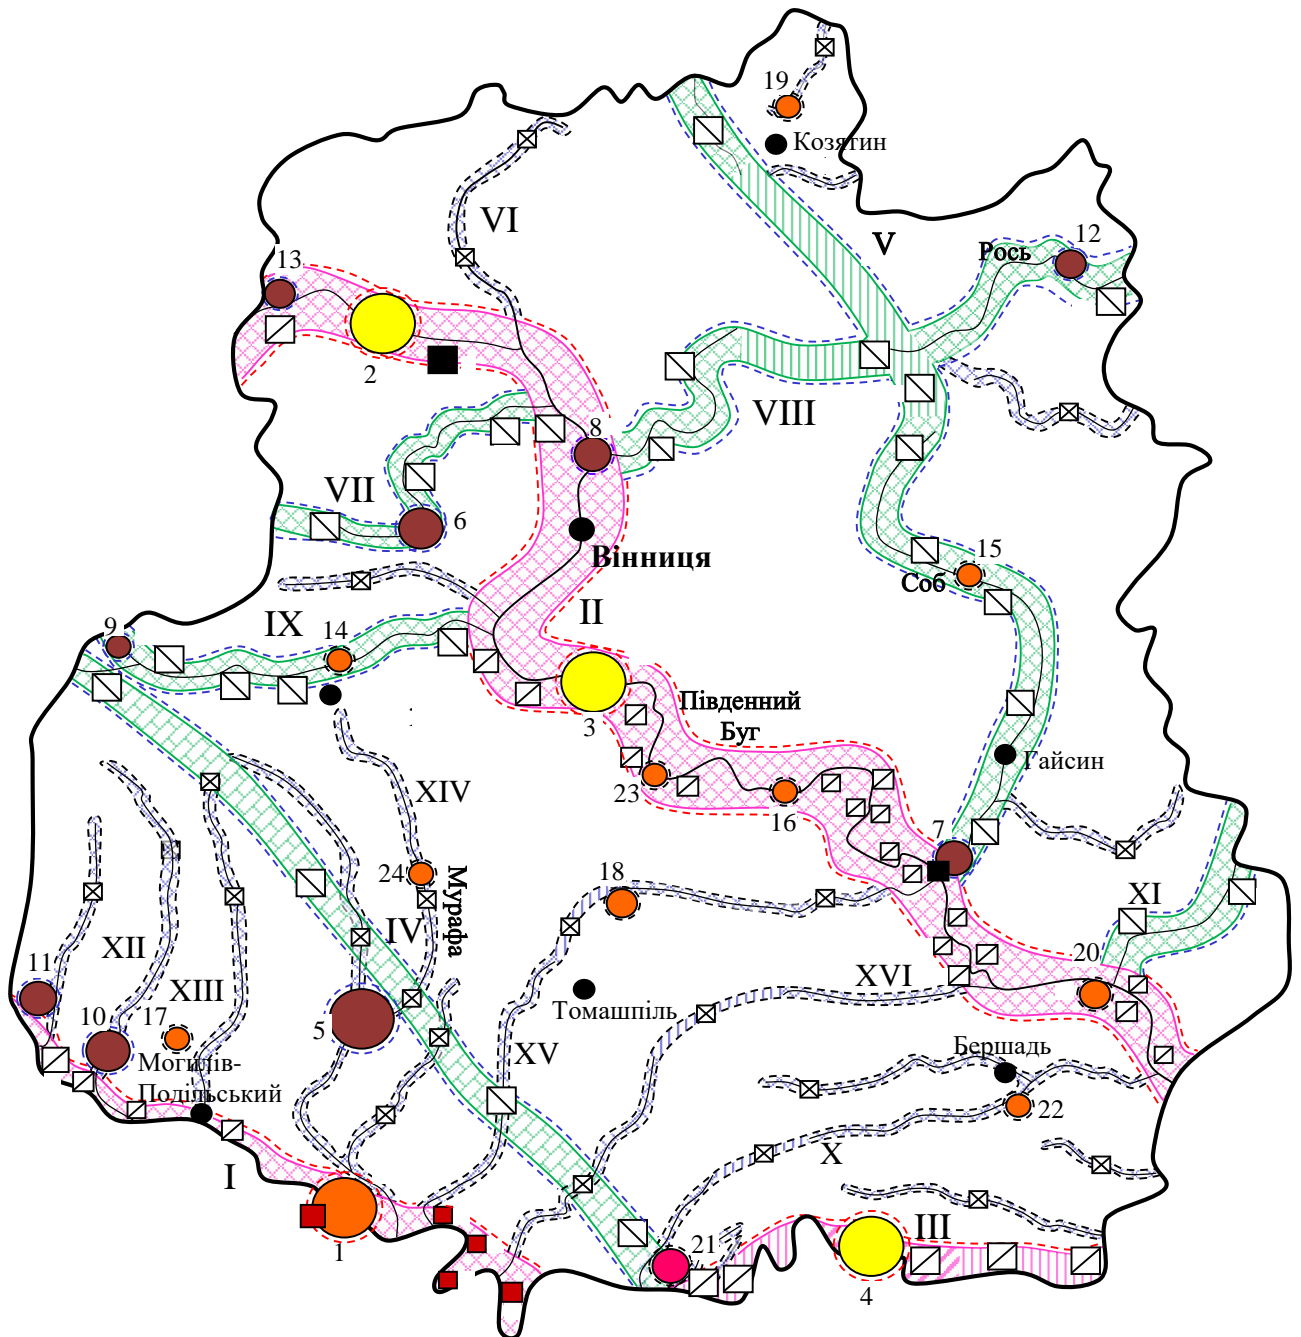 19
Козятин
VI
V
12
Рось
13
2
VIII
8
VII
6
Вінниця
15
Соб
II
9
IX
14
Південний
Буг
3
Гайсин
XIV
23
16
7
24
18
Мурафа
XI
IV
XII
11
20
XVI
XIII
10
17
5
Томашпіль
XV
Бершадь
Могилів-
Подільський
22
X
I
III
21
1
4